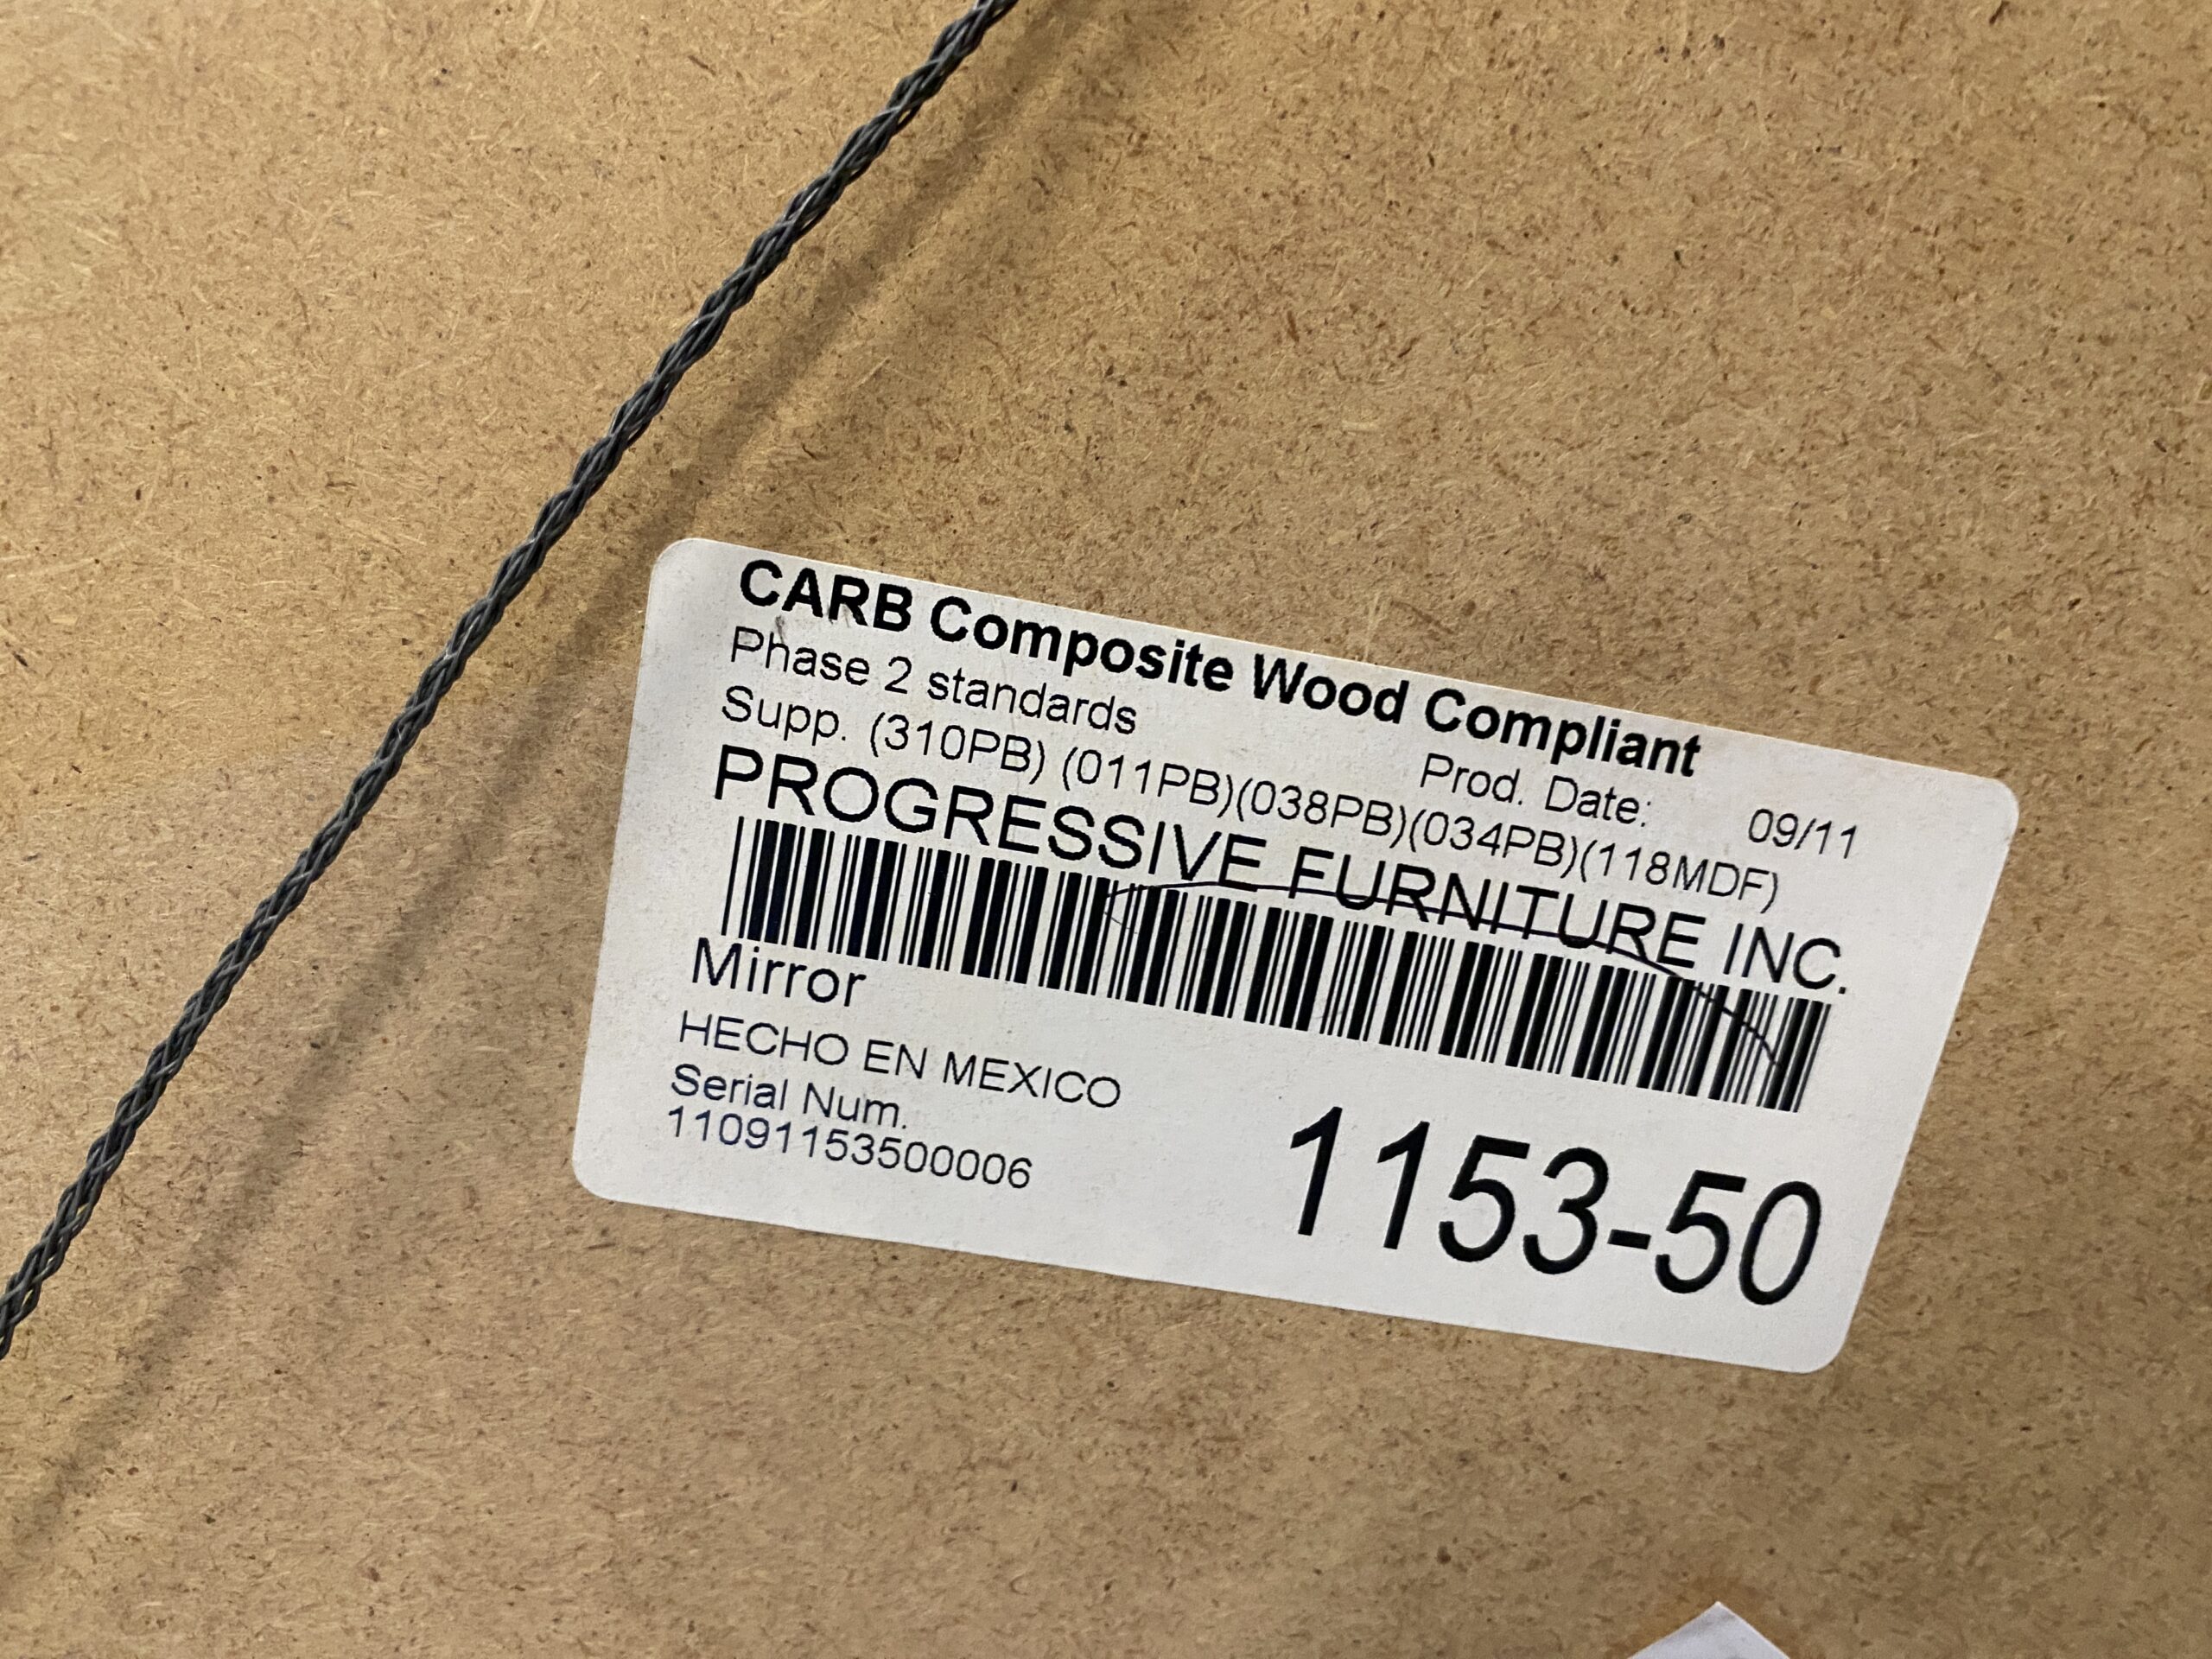 CARB Composite Wood Compliant
Phase 2 standards Prod. Date: 09/11
Supp. (310PB) (011PB)(038PB)(034PB)(118MDF)
PROGRESSIVE FURNITURE INC.
Mirror
HECHO EN MEXICO
Serial Num.
11091153500006
1153-50